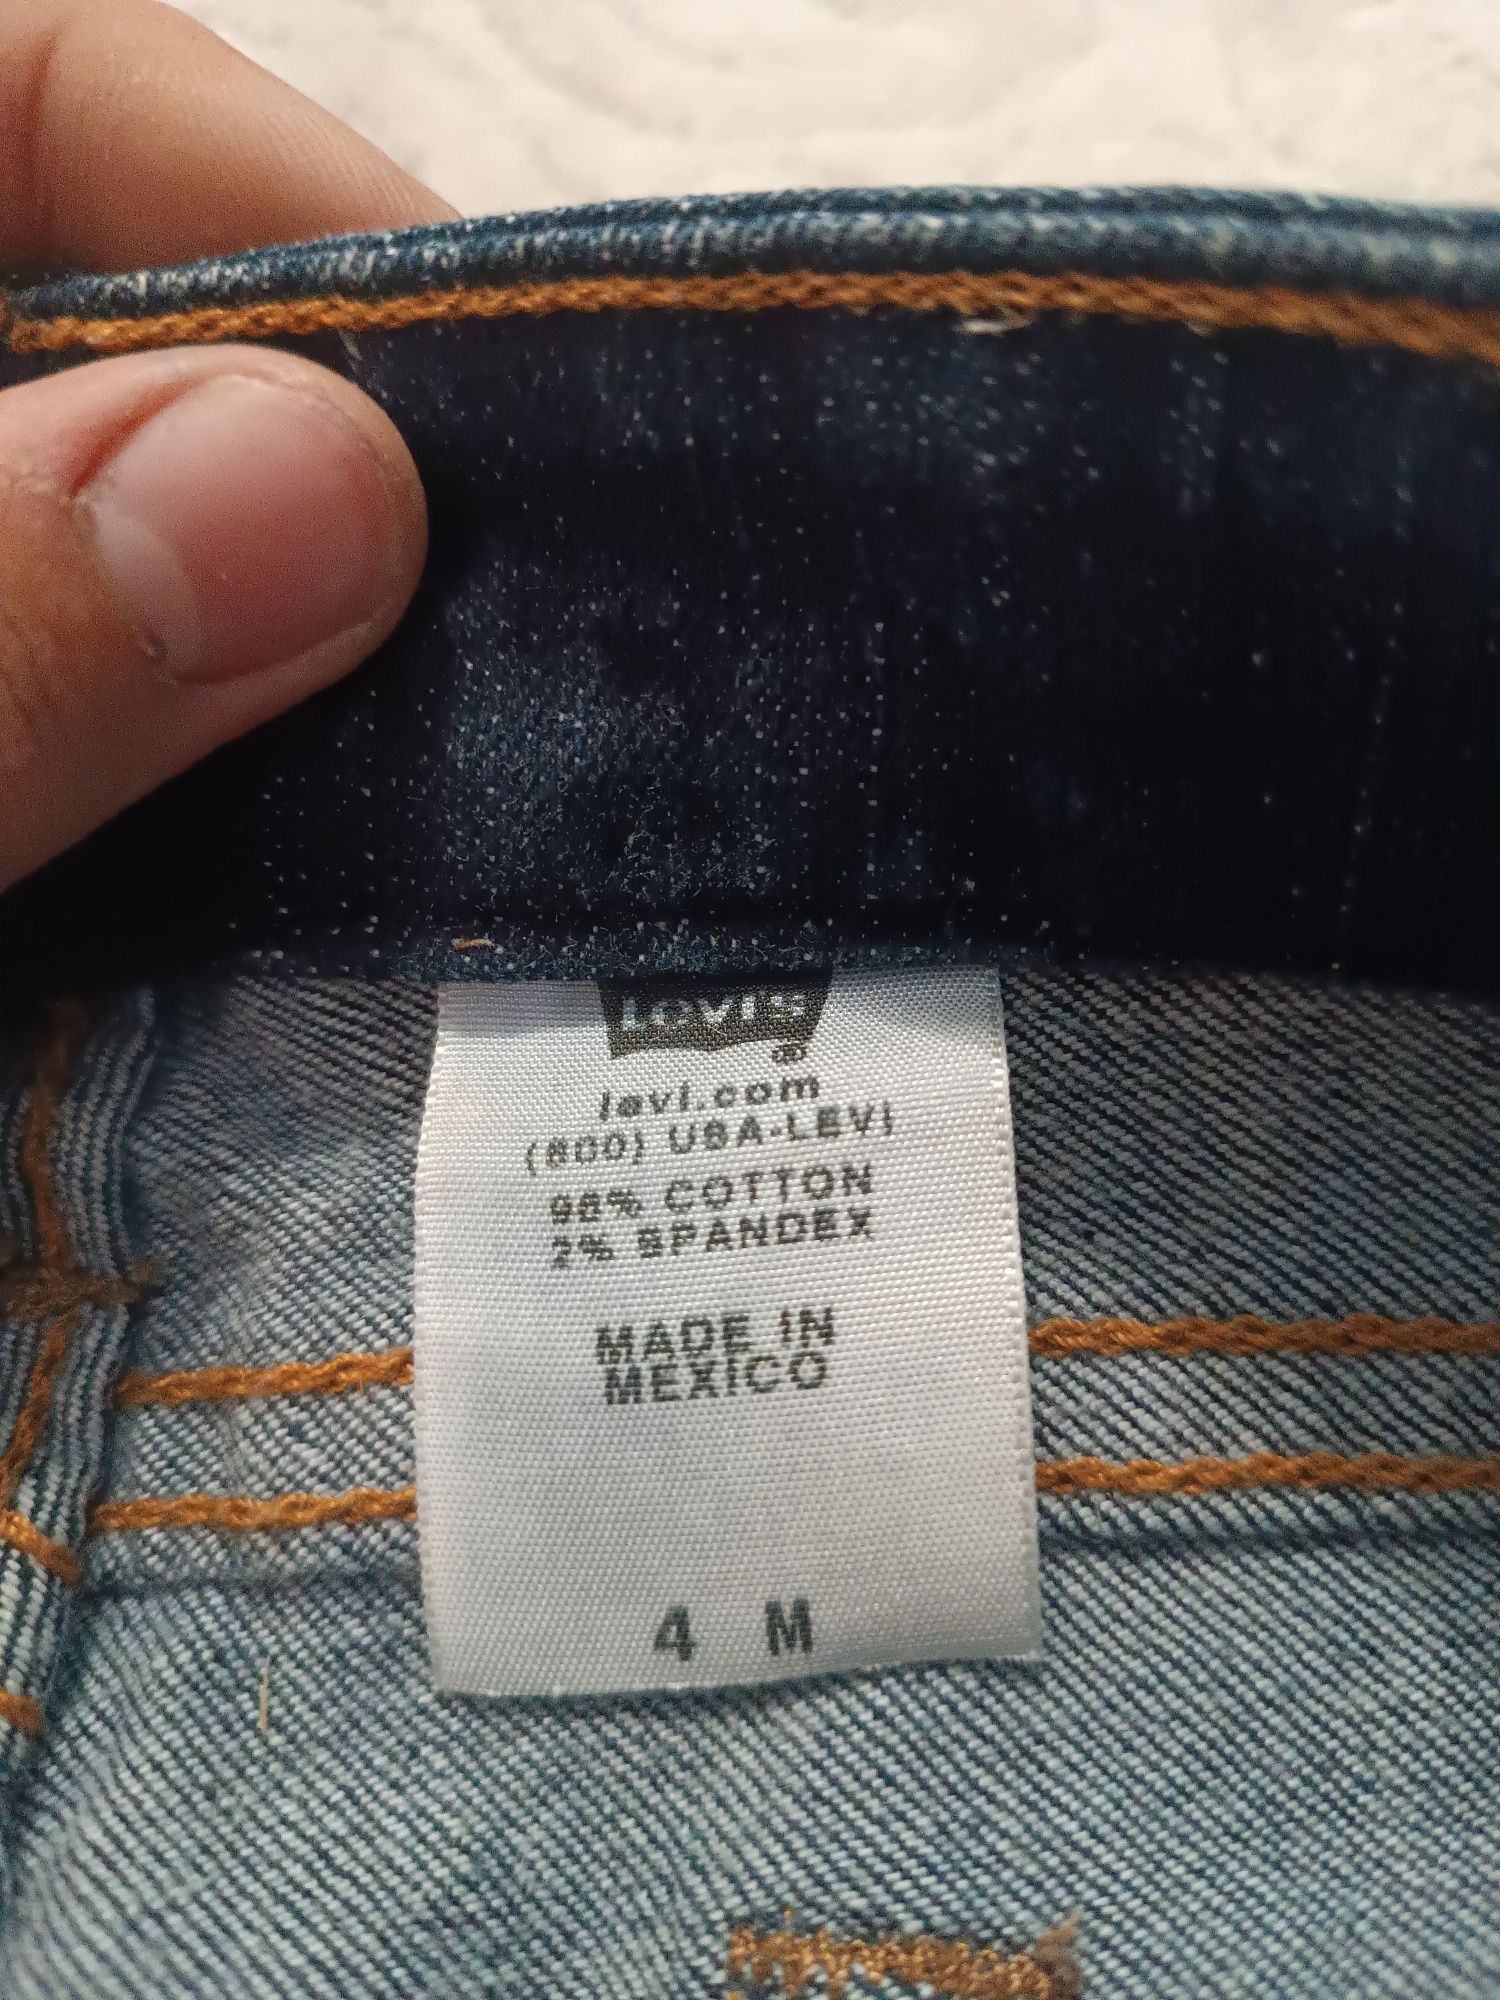 Levi's
®
levi.com
(800) USA-LEVI
98% COTTON
2% SPANDEX
MADE IN
MEXICO
4 M